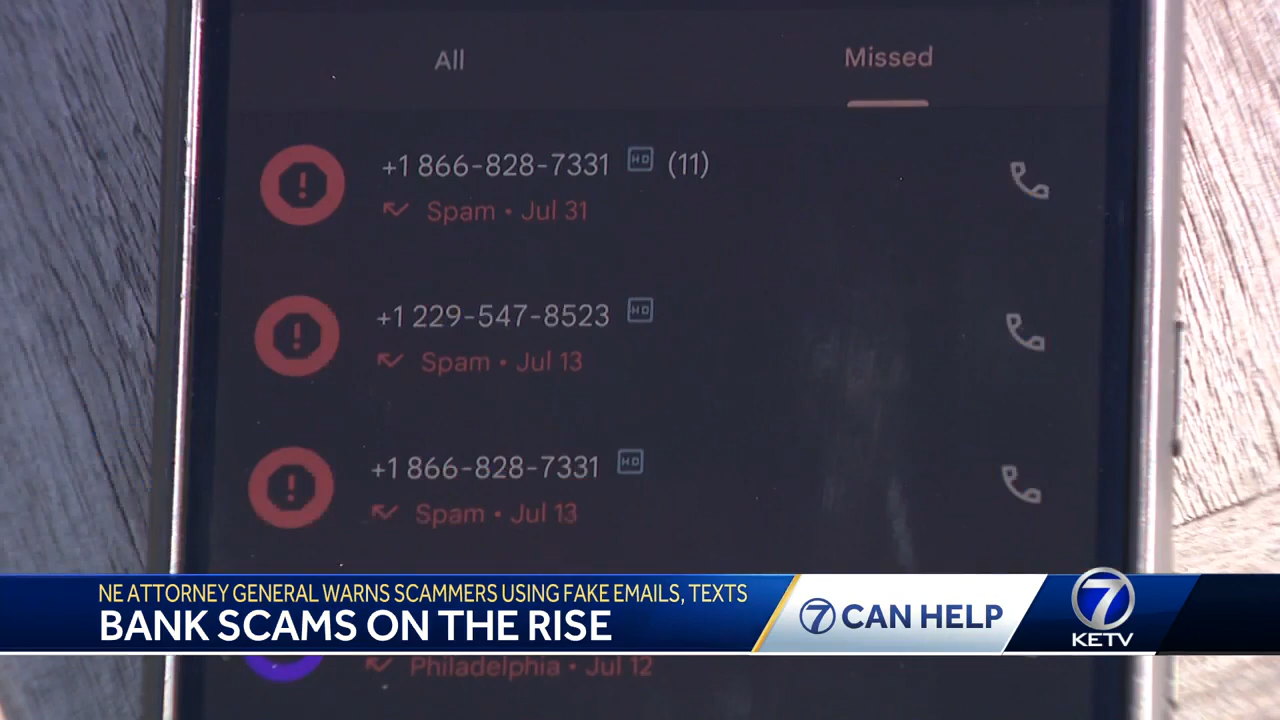 All
Missed
+1 866-828-7331 HD (11)
Spam • Jul 31
+1 229-547-8523 HD
Spam • Jul 13
+1 866-828-7331 HD
Spam • Jul 13
NE ATTORNEY GENERAL WARNS SCAMMERS USING FAKE EMAILS, TEXTS
BANK SCAMS ON THE RISE
7 CAN HELP
7
KETV
Philadelphia • Jul 12